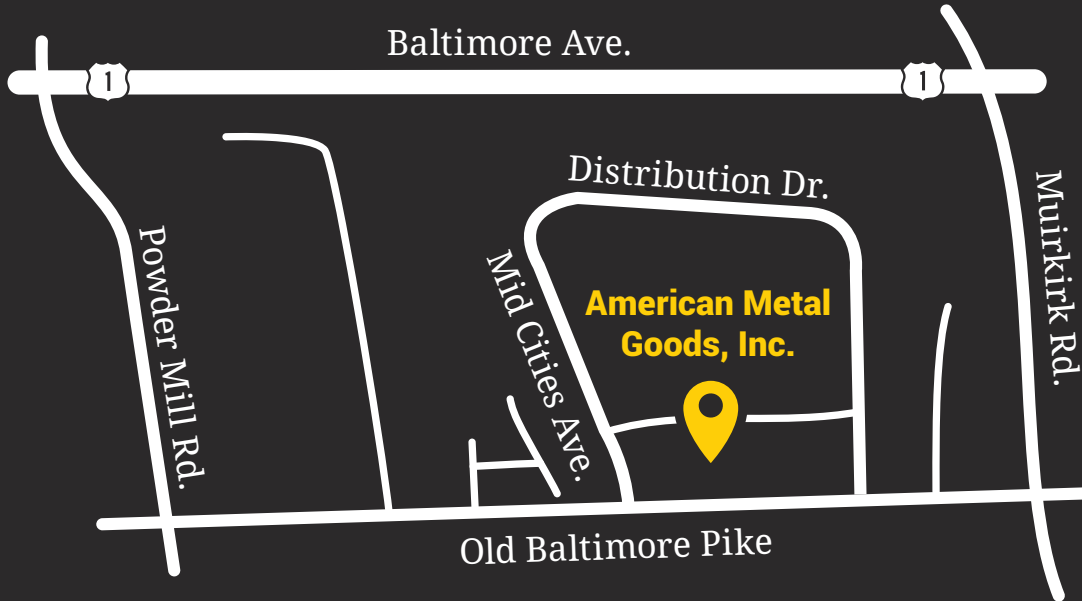 Baltimore Ave.
1
1
Distribution Dr.
Muirkirk Rd.
Powder Mill Rd.
Mid Cities Ave.
American Metal
Goods, Inc.
Old Baltimore Pike